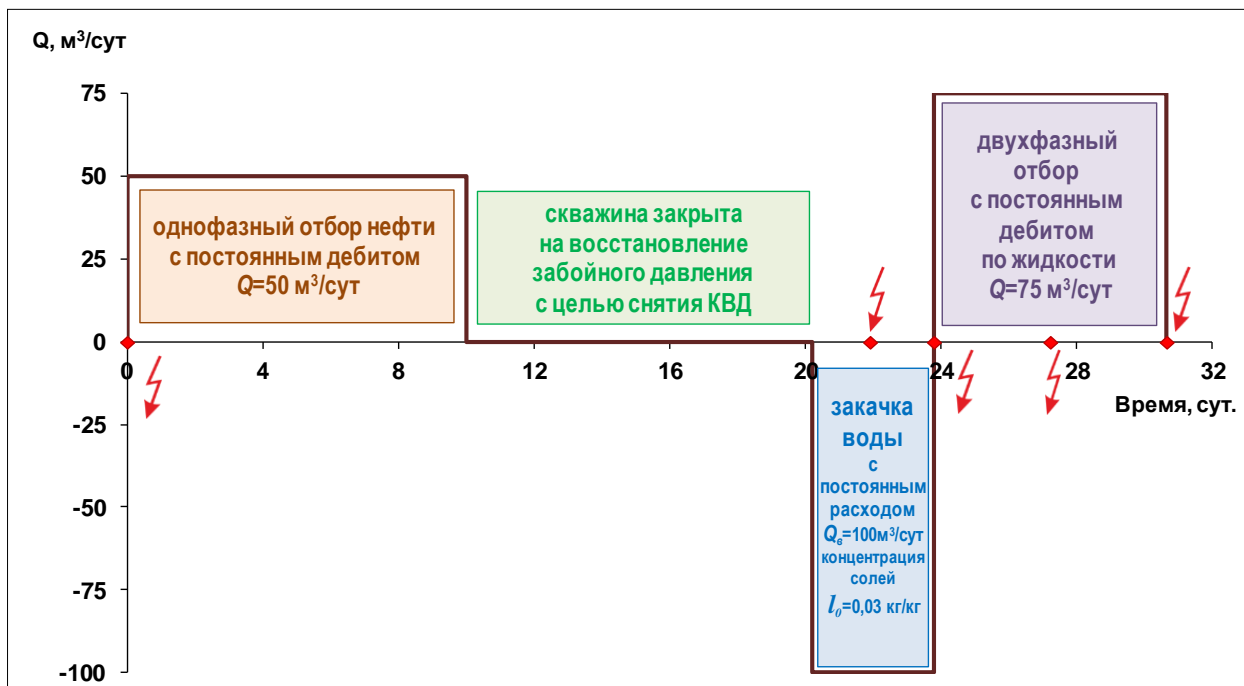 Q, м³/сут
75
50
25
0
-25
-50
-75
-100
однофазный отбор нефти
с постоянным дебитом
Q=50 м³/сут
скважина закрыта
на восстановление
забойного давления
с целью снятия КВД
двухфазный
отбор
с постоянным
дебитом
по жидкости
Q=75 м³/сут
0 4 8 12 16 20 24 28 32
Время, сут.
закачка
воды
с
постоянным
расходом
Qв=100м³/сут
концентрация
солей
l₀=0,03 кг/кг